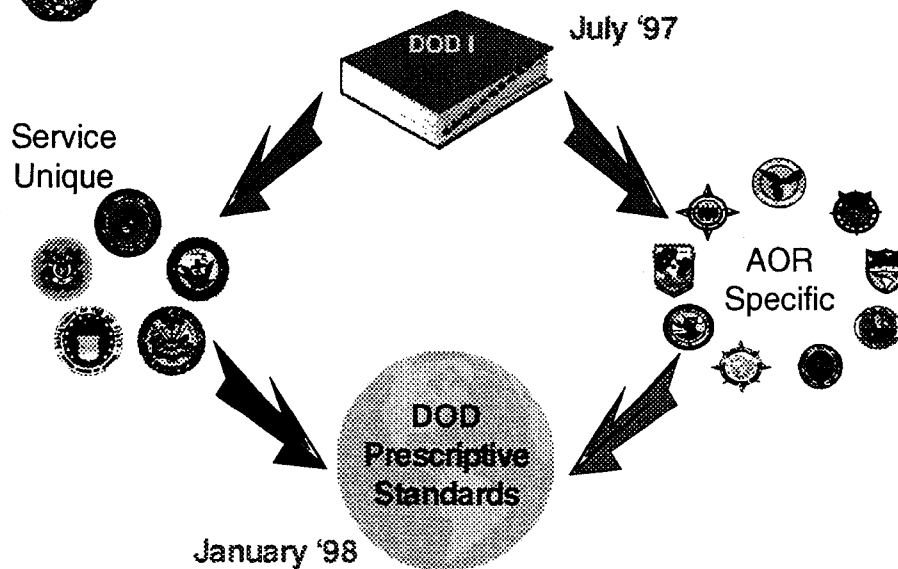 DOD I
July '97
Service
Unique
AOR
Specific
DOD
Prescriptive
Standards
January '98